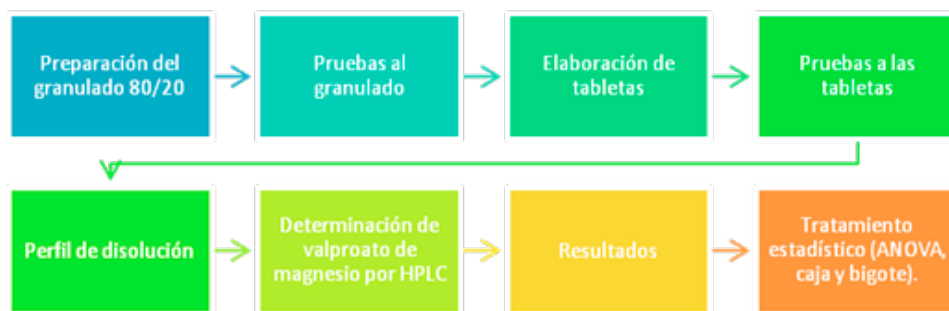 Preparación del
granulado 80/20
Pruebas al
granulado
Elaboración de
tabletas
Pruebas a las
tabletas
Perfil de disolución
Determinación de
valproato de
magnesio por HPLC
Resultados
Tratamiento
estadístico (ANOVA,
caja y bigote).